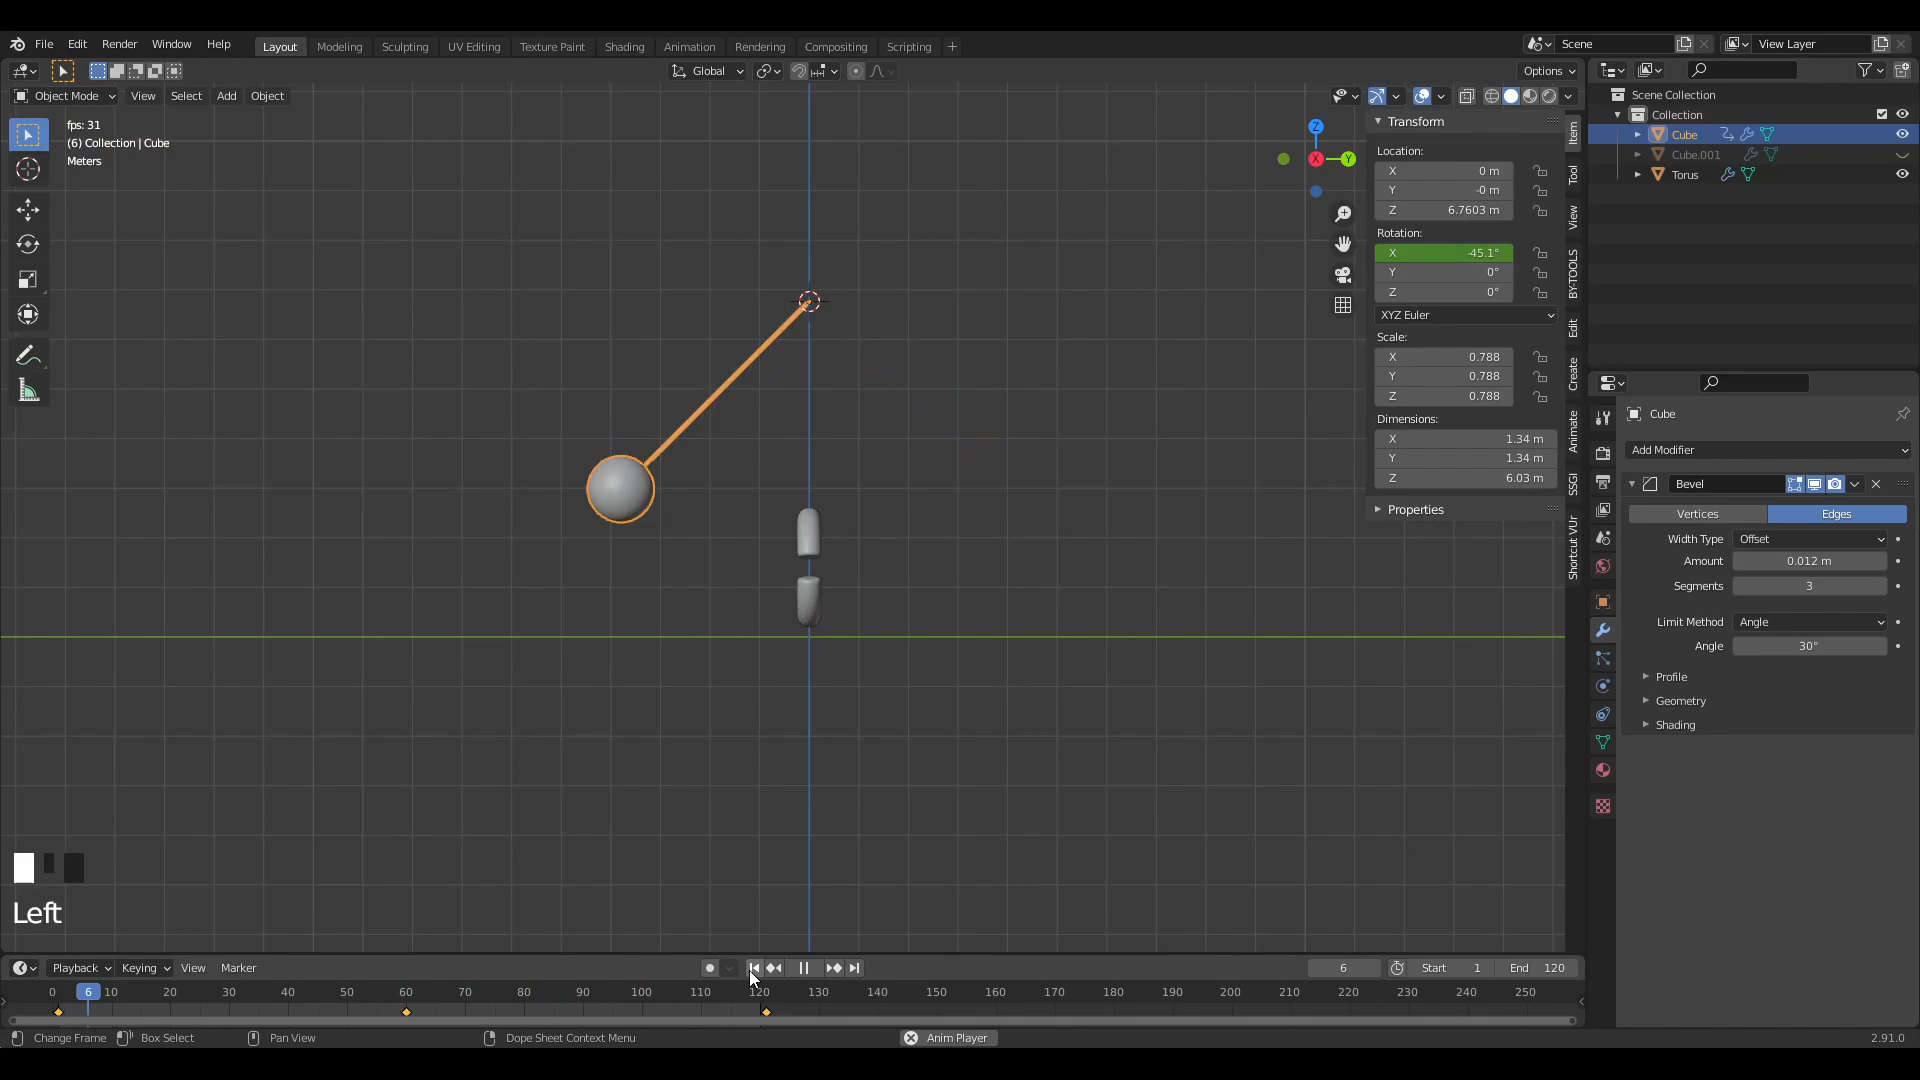 File Edit Render Window Help Layout Modeling Sculpting UV Editing Texture Paint Shading Animation Rendering Compositing Scripting + Scene View Layer
Global Options
Object Mode View Select Add Object
fps: 31
(6) Collection | Cube
Meters
Z
X Y
Transform
Location:
X 0 m
Y -0 m
Z 6.7603 m
Rotation:
X -45.1°
Y 0°
Z 0°
XYZ Euler
Scale:
X 0.788
Y 0.788
Z 0.788
Dimensions:
X 1.34 m
Y 1.34 m
Z 6.03 m
Properties
Item
Tool
View
BY-TOOLS
Edit
Create
Animate
SSGI
Shortcut VUr
Scene Collection
Collection
Cube
Cube.001
Torus
Cube
Add Modifier
Bevel
Vertices Edges
Width Type Offset
Amount 0.012 m
Segments 3
Limit Method Angle
Angle 30°
Profile
Geometry
Shading
Left
Playback Keying View Marker 6 Start 1 End 120
0 6 10 20 30 40 50 60 70 80 90 100 110 120 130 140 150 160 170 180 190 200 210 220 230 240 250
Change Frame Box Select Pan View Dope Sheet Context Menu Anim Player 2.91.0